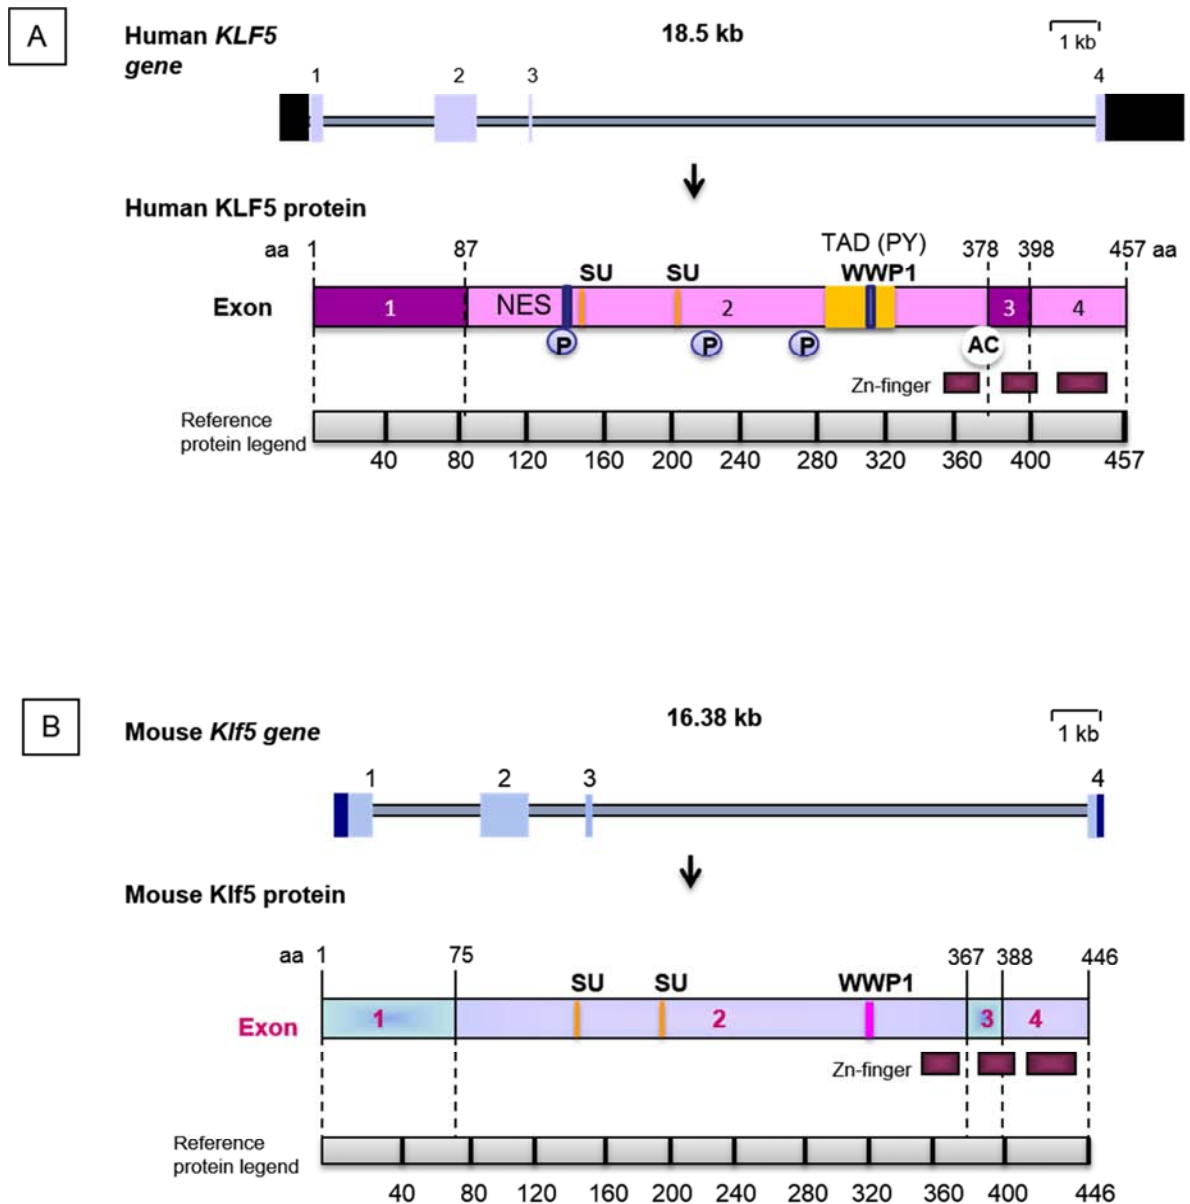 A
Human KLF5 gene
18.5 kb
1 kb
1 2 3 4
Human KLF5 protein
TAD (PY)
aa 1 87 378 398 457 aa
SU SU WWP1
Exon 1 NES 2 3 4
P P P AC
Zn-finger
Reference
protein legend
40 80 120 160 200 240 280 320 360 400 457
B
Mouse Klf5 gene
16.38 kb
1 kb
1 2 3 4
Mouse Klf5 protein
aa 1 75 367 388 446
SU SU WWP1
Exon 1 2 3 4
Zn-finger
Reference
protein legend
40 80 120 160 200 240 280 320 360 400 446